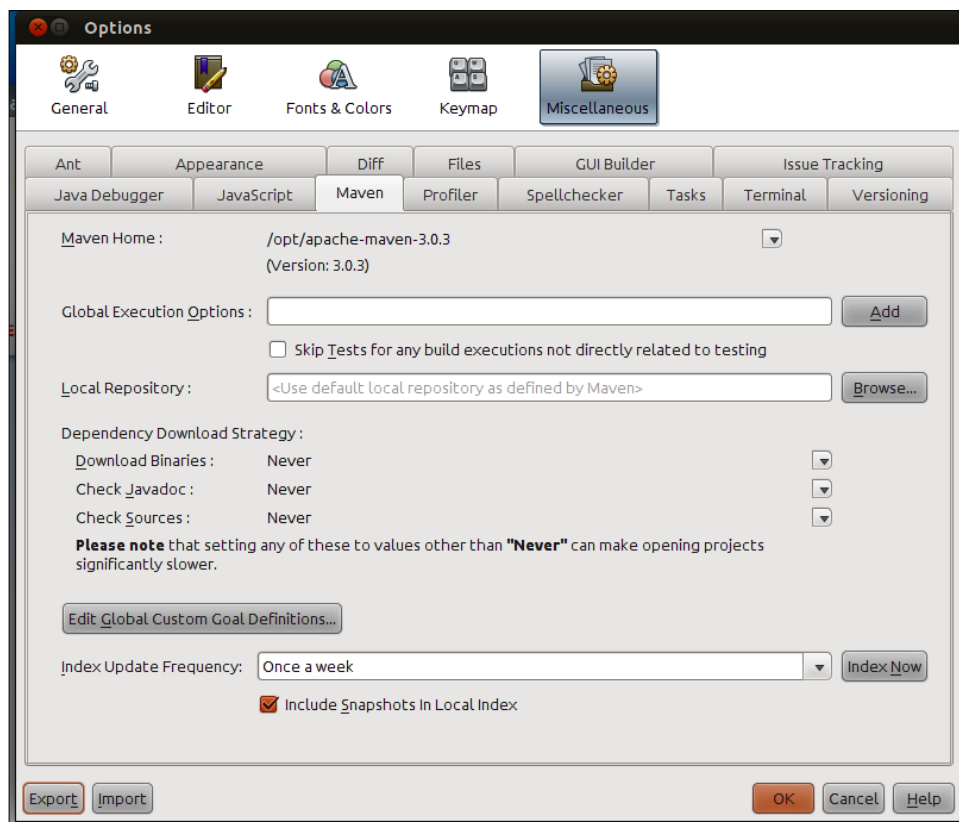 Options
General Editor Fonts & Colors Keymap Miscellaneous
Ant Appearance Diff Files GUI Builder Issue Tracking
Java Debugger JavaScript Maven Profiler Spellchecker Tasks Terminal Versioning
Maven Home : /opt/apache-maven-3.0.3
(Version: 3.0.3)
Global Execution Options : Add
Skip Tests for any build executions not directly related to testing
Local Repository : <Use default local repository as defined by Maven> Browse...
Dependency Download Strategy :
Download Binaries : Never
Check Javadoc : Never
Check Sources : Never
Please note that setting any of these to values other than "Never" can make opening projects
significantly slower.
Edit Global Custom Goal Definitions...
Index Update Frequency: Once a week Index Now
Include Snapshots In Local Index
Export Import OK Cancel Help